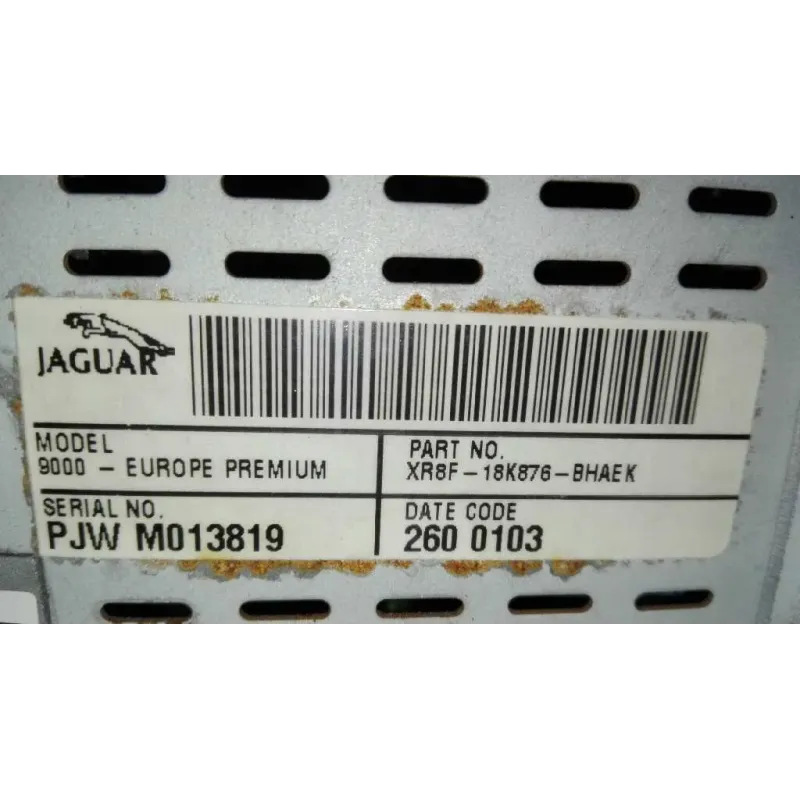 JAGUAR
MODEL
9000 - EUROPE PREMIUM
PART NO.
XR8F-18K876-BHAEK
SERIAL NO.
PJW M013819
DATE CODE
260 0103